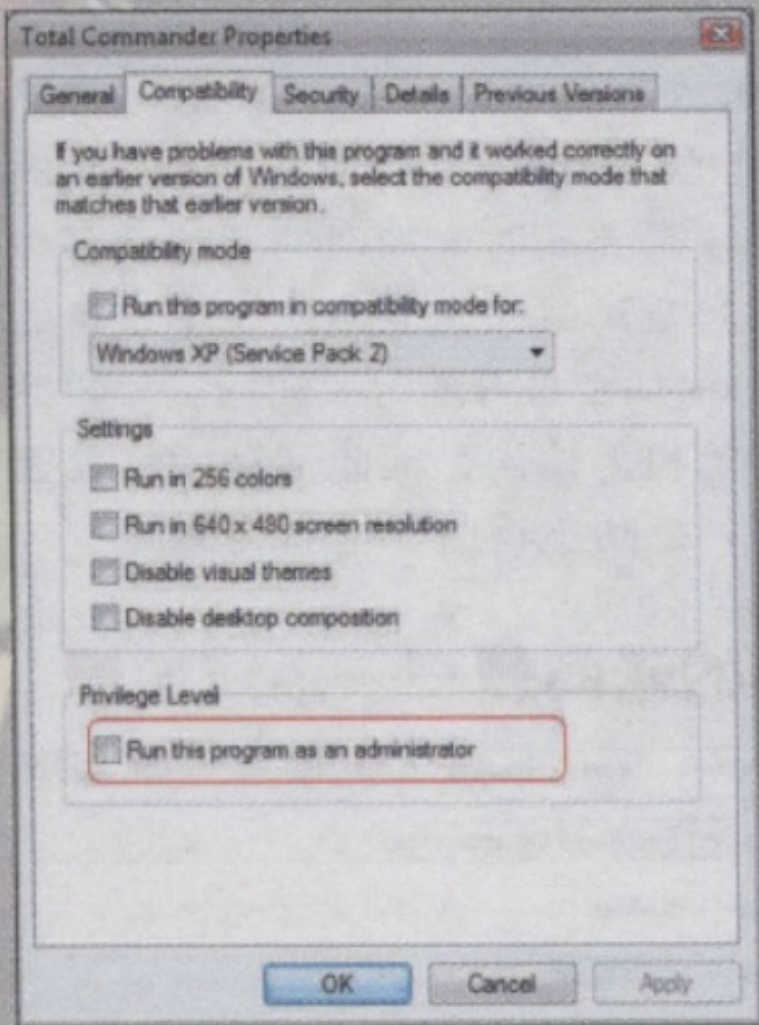 Total Commander Properties
General Compatibility Security Details Previous Versions
If you have problems with this program and it worked correctly on
an earlier version of Windows, select the compatibility mode that
matches that earlier version.
Compatibility mode
Run this program in compatibility mode for:
Windows XP (Service Pack 2)
Settings
Run in 256 colors
Run in 640 x 480 screen resolution
Disable visual themes
Disable desktop composition
Privilege Level
Run this program as an administrator
OK Cancel Apply